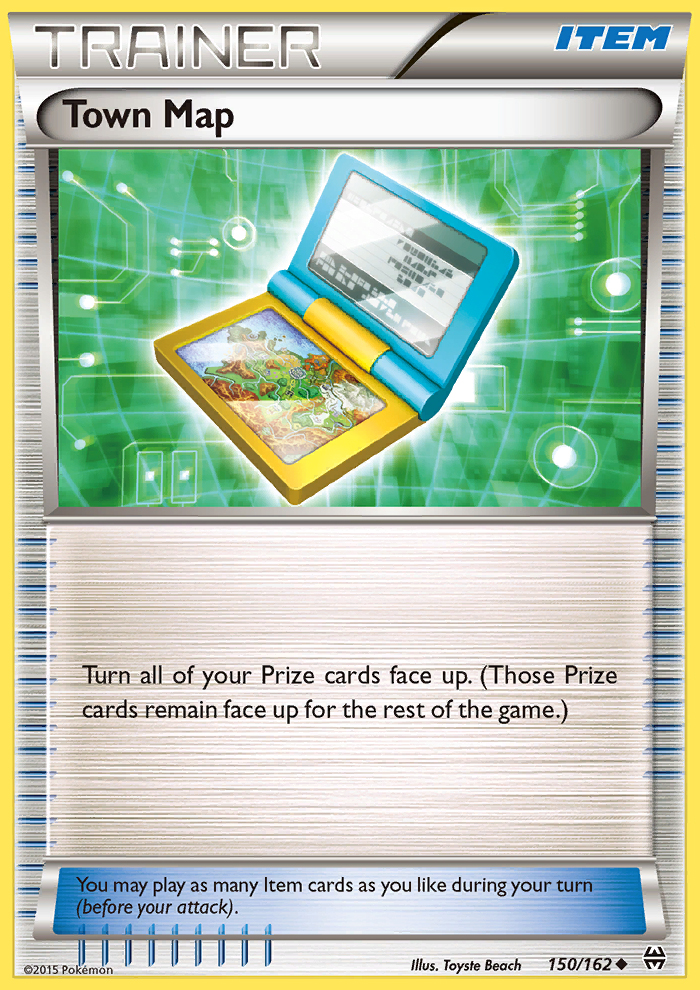 TRAINER
ITEM
Town Map
Turn all of your Prize cards face up. (Those Prize
cards remain face up for the rest of the game.)
You may play as many Item cards as you like during your turn
(before your attack).
©2015 Pokémon
Illus. Toyste Beach
150/162